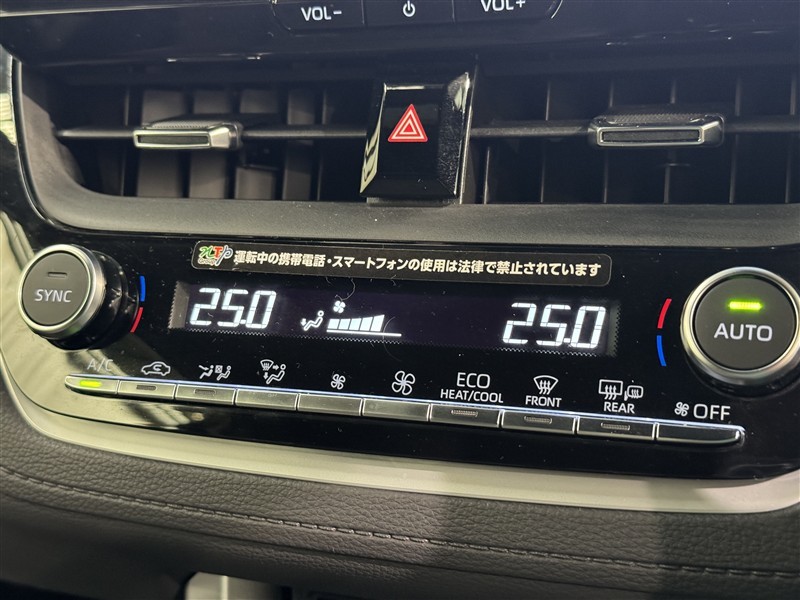 VOL−
VOL+
運転中の携帯電話・スマートフォンの使用は法律で禁止されています
SYNC
25.0
25.0
AUTO
A/C
ECO
HEAT/COOL
FRONT
REAR
OFF